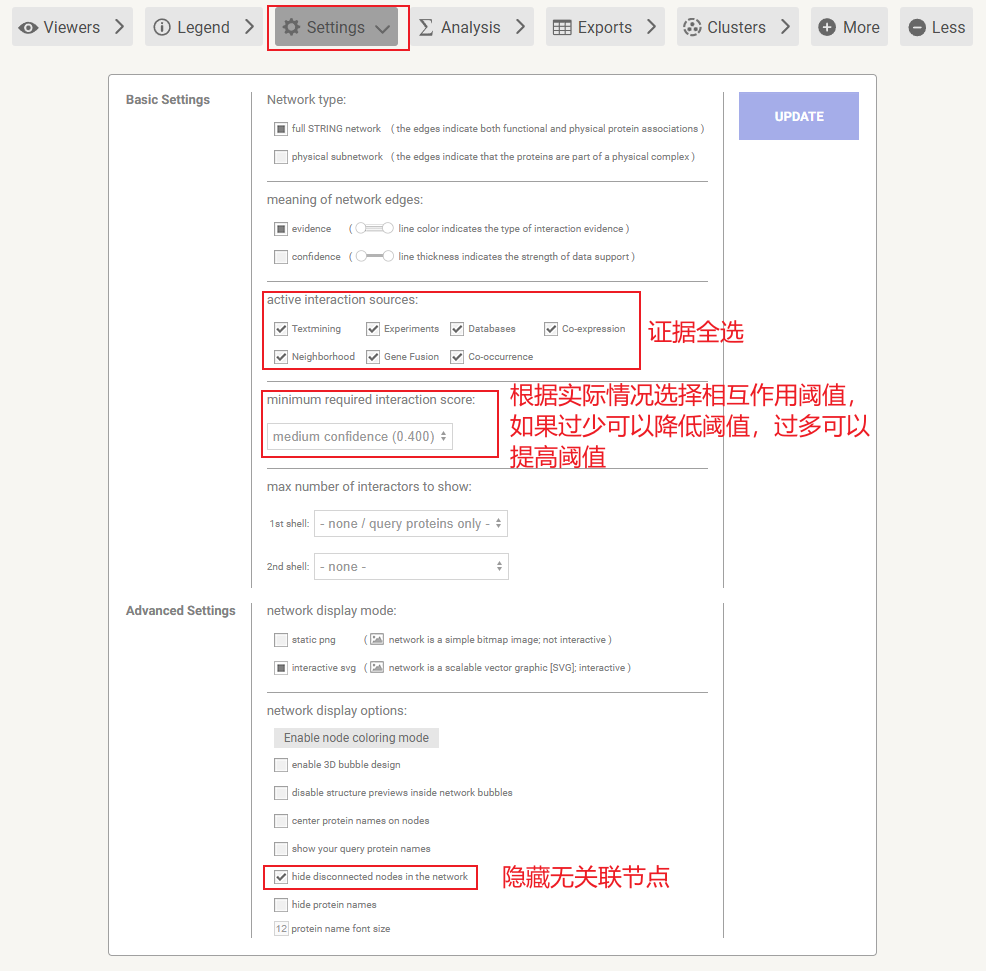 Viewers
Legend
Settings
Analysis
Exports
Clusters
More
Less
Basic Settings
Network type:
UPDATE
full STRING network ( the edges indicate both functional and physical protein associations )
physical subnetwork ( the edges indicate that the proteins are part of a physical complex )
meaning of network edges:
evidence ( line color indicates the type of interaction evidence )
confidence ( line thickness indicates the strength of data support )
active interaction sources:
Textmining Experiments Databases Co-expression
Neighborhood Gene Fusion Co-occurrence
证据全选
minimum required interaction score:
medium confidence (0.400)
根据实际情况选择相互作用阈值,
如果过少可以降低阈值,过多可以
提高阈值
max number of interactors to show:
1st shell: - none / query proteins only -
2nd shell: - none -
Advanced Settings
network display mode:
static png ( network is a simple bitmap image; not interactive )
interactive svg ( network is a scalable vector graphic [SVG]; interactive )
network display options:
Enable node coloring mode
enable 3D bubble design
disable structure previews inside network bubbles
center protein names on nodes
show your query protein names
hide disconnected nodes in the network
隐藏无关联节点
hide protein names
12 protein name font size